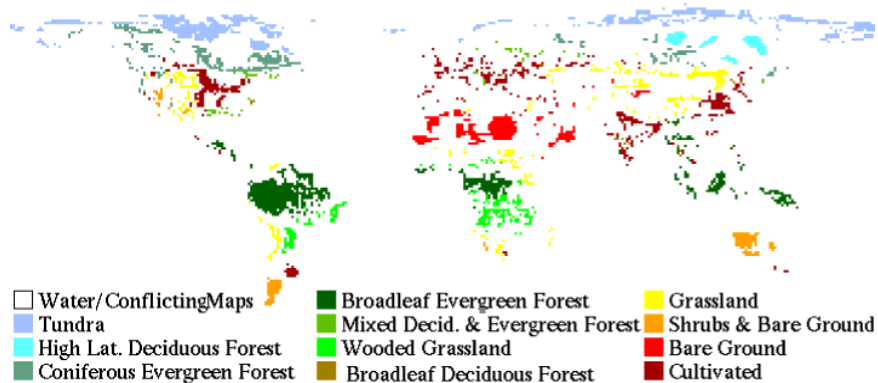 Water/ConflictingMaps
Broadleaf Evergreen Forest
Grassland
Tundra
Mixed Decid. & Evergreen Forest
Shrubs & Bare Ground
High Lat. Deciduous Forest
Wooded Grassland
Bare Ground
Coniferous Evergreen Forest
Broadleaf Deciduous Forest
Cultivated